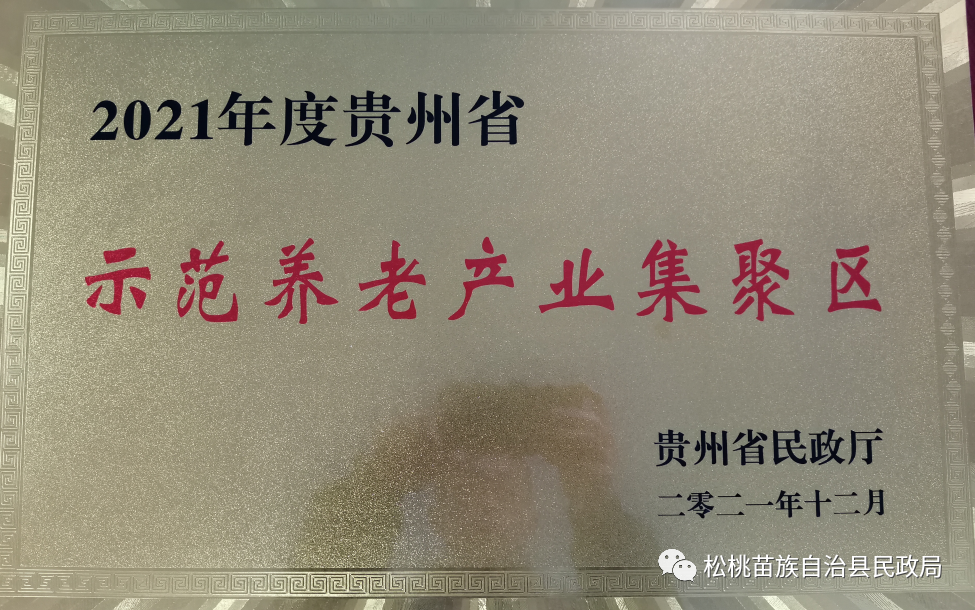 2021年度贵州省
示范养老产业集聚区
贵州省民政厅
二零二一年十二月
松桃苗族自治县民政局